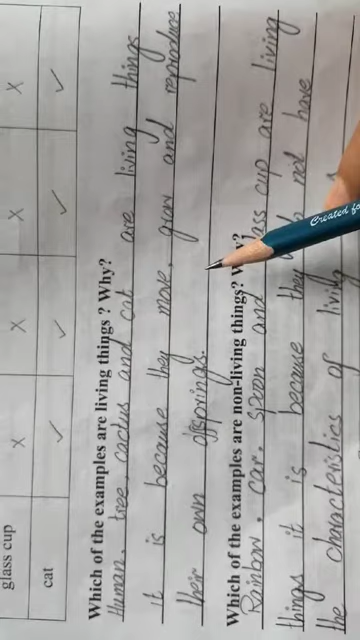 glass cup X X X X
cat ✓ ✓ ✓ ✓
Which of the examples are living things ? Why?
Human, tree, cactus and cat are living things
it is because they move, grow and reproduce
their own offsprings.
Which of the examples are non-living things?
Rainbow, car, spoon and cup are living
things it is because they not have
the characteristics of living
Created fo